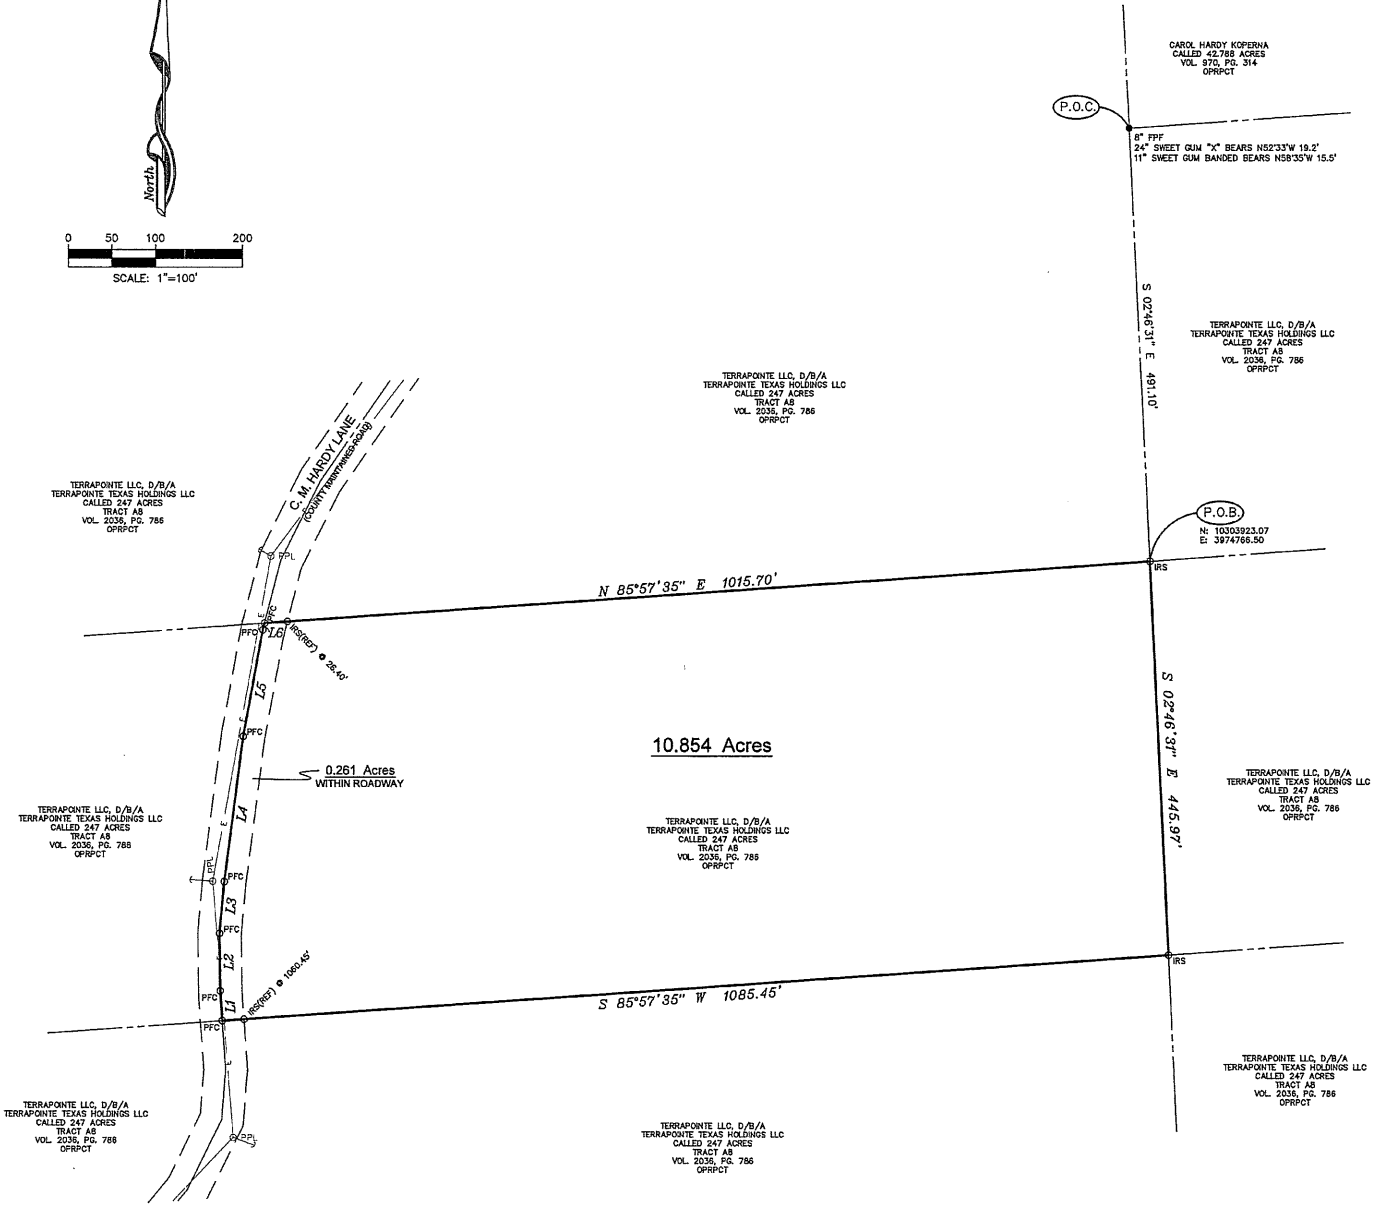 CAROL HARDY KOPERNA
CALLED 42.788 ACRES
VOL. 970, PG. 314
OPRPCT
P.O.C.
8" FPF
24" SWEET GUM "X" BEARS N52°33'W 19.2'
11" SWEET GUM BANDED BEARS N58°35'W 15.5'
North
0 50 100 200
SCALE: 1"=100'
S 02°46'31" E 491.10'
TERRAPOINTE LLC, D/B/A
TERRAPOINTE TEXAS HOLDINGS LLC
CALLED 247 ACRES
TRACT A8
VOL. 2036, PG. 786
OPRPCT
TERRAPOINTE LLC, D/B/A
TERRAPOINTE TEXAS HOLDINGS LLC
CALLED 247 ACRES
TRACT A8
VOL. 2036, PG. 786
OPRPCT
C. M. HARDY LANE
(COUNTY MAINTAINED ROAD)
TERRAPOINTE LLC, D/B/A
TERRAPOINTE TEXAS HOLDINGS LLC
CALLED 247 ACRES
TRACT A8
VOL. 2036, PG. 786
OPRPCT
P.O.B.
N: 10303923.07
E: 3974766.50
IRS
PPL
N 85°57'35" E 1015.70'
E
PFC
PFC
L6
IRS(REF) @ 26.40'
L5
E
PFC
S 02°46'31" E 445.97'
10.854 Acres
0.261 Acres
WITHIN ROADWAY
TERRAPOINTE LLC, D/B/A
TERRAPOINTE TEXAS HOLDINGS LLC
CALLED 247 ACRES
TRACT A8
VOL. 2036, PG. 786
OPRPCT
TERRAPOINTE LLC, D/B/A
TERRAPOINTE TEXAS HOLDINGS LLC
CALLED 247 ACRES
TRACT A8
VOL. 2036, PG. 786
OPRPCT
L4
E
TERRAPOINTE LLC, D/B/A
TERRAPOINTE TEXAS HOLDINGS LLC
CALLED 247 ACRES
TRACT A8
VOL. 2036, PG. 786
OPRPCT
PPL
PFC
L3
PFC
L2
IRS(REF) @ 1060.45'
IRS
PFC
L1
S 85°57'35" W 1085.45'
PFC
E
TERRAPOINTE LLC, D/B/A
TERRAPOINTE TEXAS HOLDINGS LLC
CALLED 247 ACRES
TRACT A8
VOL. 2036, PG. 786
OPRPCT
TERRAPOINTE LLC, D/B/A
TERRAPOINTE TEXAS HOLDINGS LLC
CALLED 247 ACRES
TRACT A8
VOL. 2036, PG. 786
OPRPCT
TERRAPOINTE LLC, D/B/A
TERRAPOINTE TEXAS HOLDINGS LLC
CALLED 247 ACRES
TRACT A8
VOL. 2036, PG. 786
OPRPCT
PPL